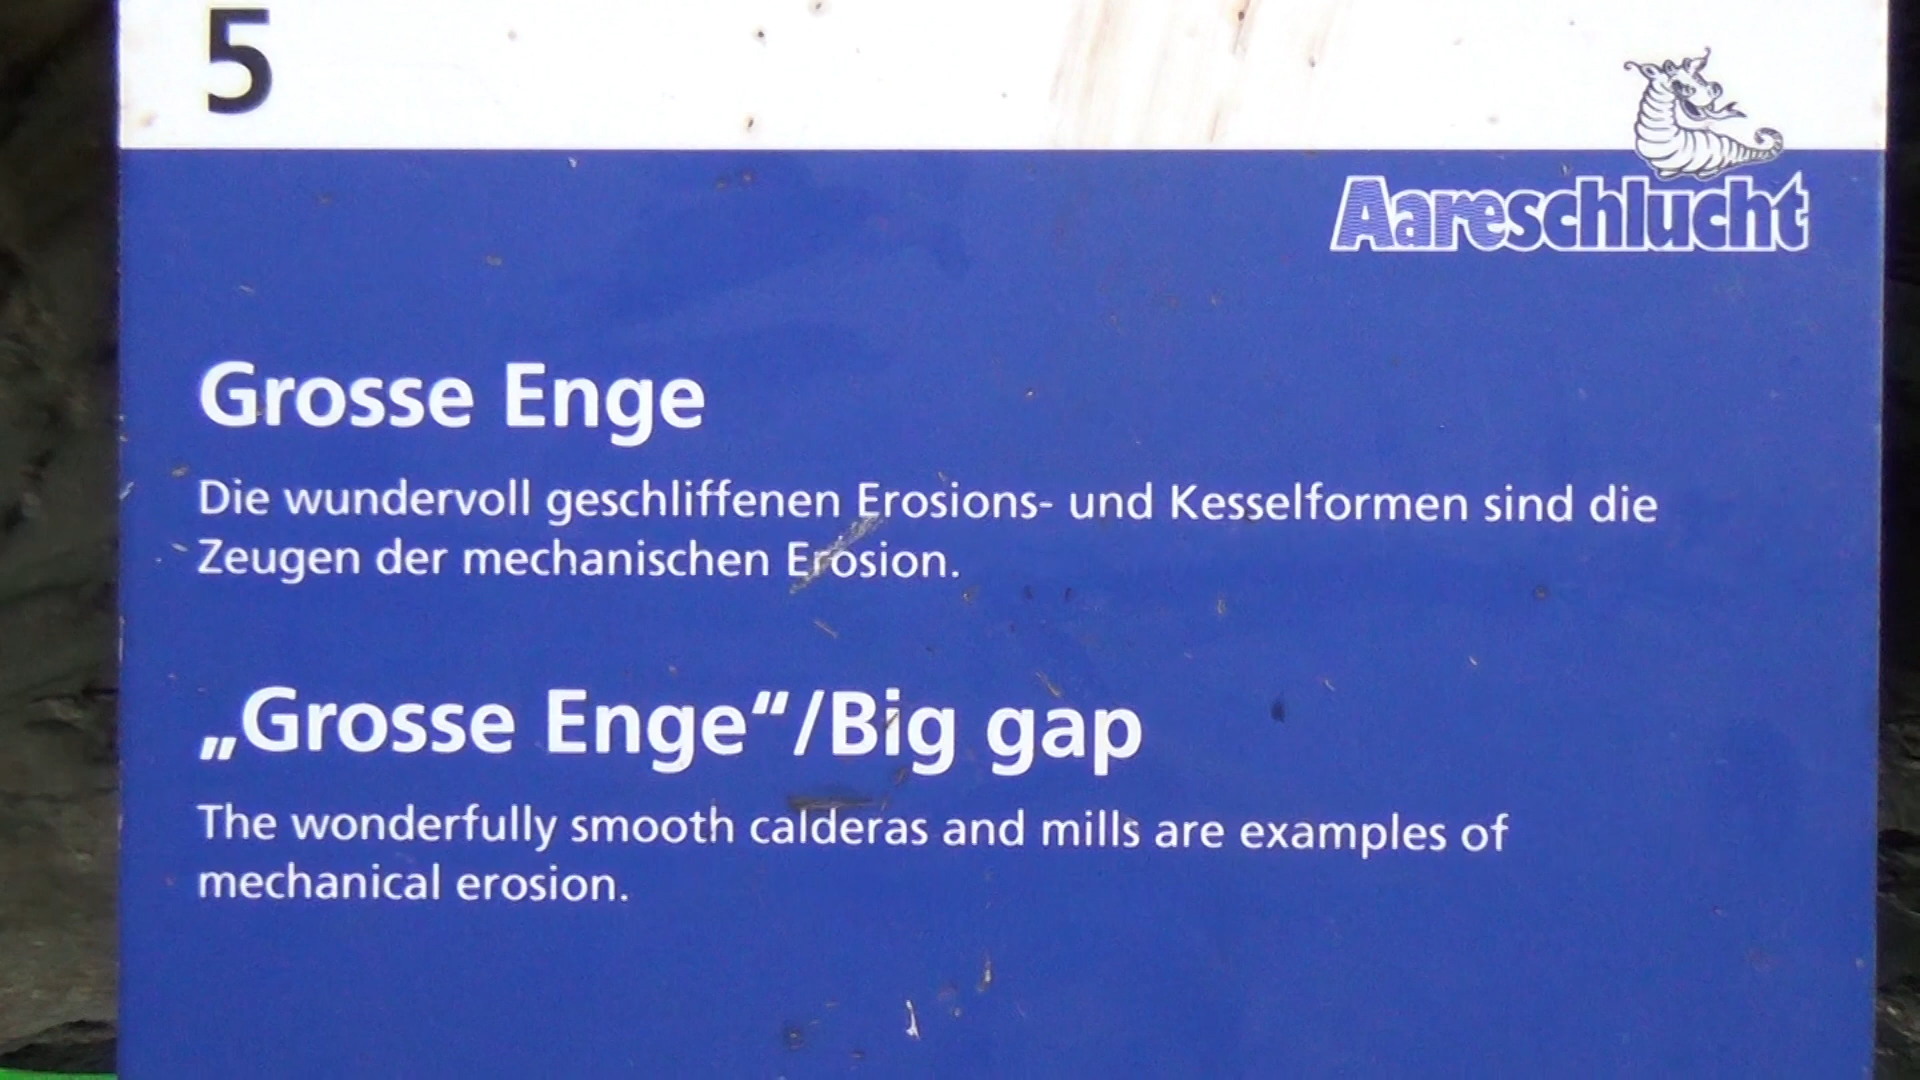 5
Aareschlucht
Grosse Enge
Die wundervoll geschliffenen Erosions- und Kesselformen sind die
Zeugen der mechanischen Erosion.
„Grosse Enge“/Big gap
The wonderfully smooth calderas and mills are examples of
mechanical erosion.